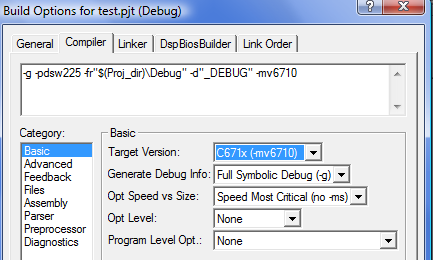 Build Options for test.pjt (Debug)
General Compiler Linker DspBiosBuilder Link Order
-g -pdsw225 -fr"$(Proj_dir)\Debug" -d"_DEBUG" -mv6710
Category:
Basic
Advanced
Feedback
Files
Assembly
Parser
Preprocessor
Diagnostics
Basic
Target Version: C671x (-mv6710)
Generate Debug Info: Full Symbolic Debug (-g)
Opt Speed vs Size: Speed Most Critical (no -ms)
Opt Level: None
Program Level Opt.: None